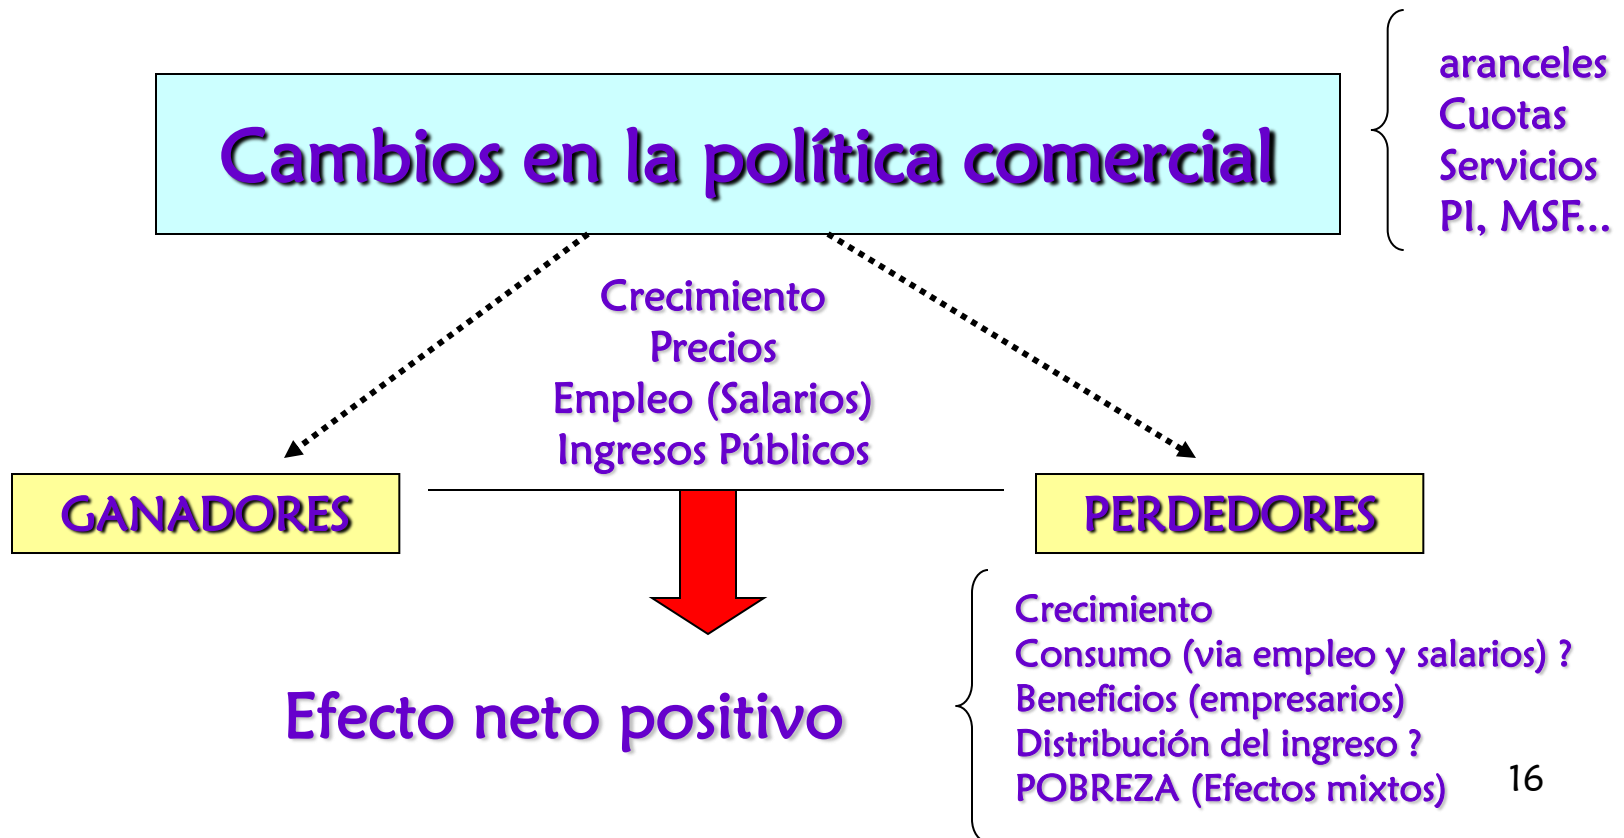 aranceles
Cuotas
Servicios
PI, MSF...
Cambios en la política comercial
Crecimiento
Precios
Empleo (Salarios)
Ingresos Públicos
GANADORES
PERDEDORES
Efecto neto positivo
Crecimiento
Consumo (via empleo y salarios) ?
Beneficios (empresarios)
Distribución del ingreso ?
POBREZA (Efectos mixtos)
16